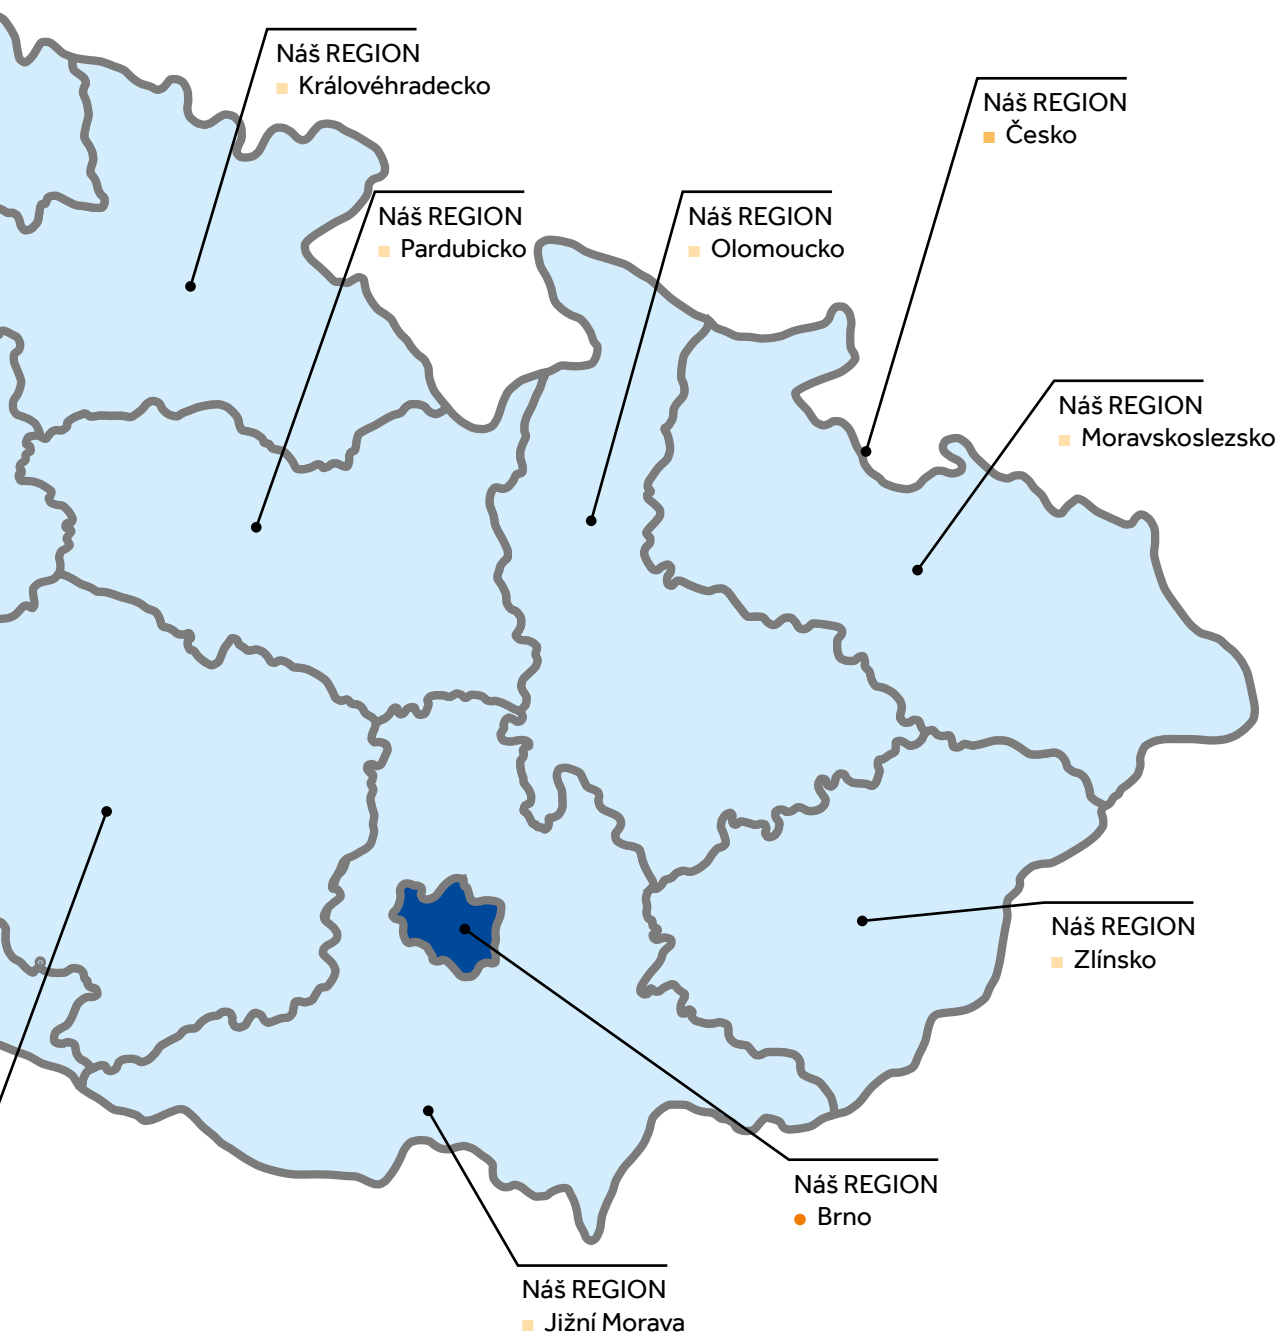 Náš REGION
Královéhradecko
Náš REGION
Česko
Náš REGION
Pardubicko
Náš REGION
Olomoucko
Náš REGION
Moravskoslezsko
Náš REGION
Zlínsko
Náš REGION
Brno
Náš REGION
Jižní Morava